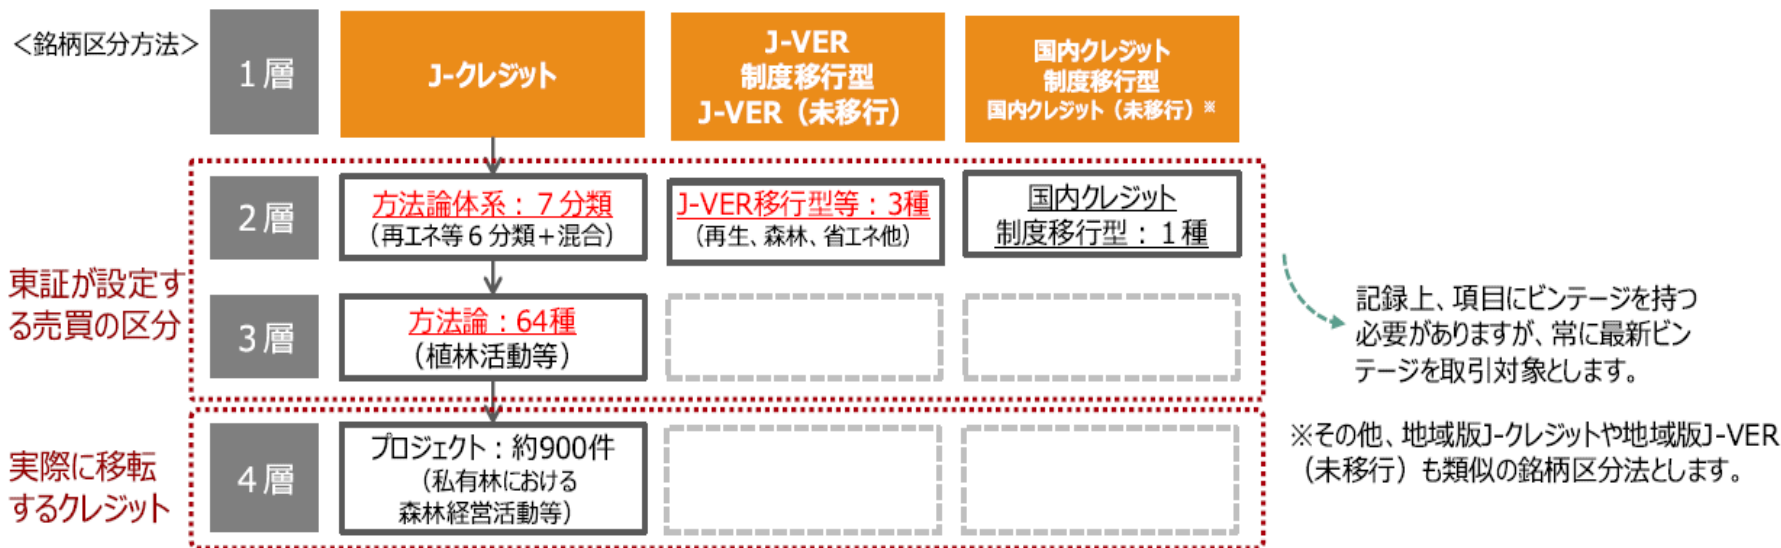 ＜銘柄区分方法＞
1層
J-クレジット
J-VER
制度移行型
J-VER（未移行）
国内クレジット
制度移行型
国内クレジット（未移行）※
東証が設定す
る売買の区分
2層
方法論体系：７分類
（再エネ等６分類＋混合）
J-VER移行型等：3種
（再生、森林、省エネ他）
国内クレジット
制度移行型：１種
3層
方法論：64種
（植林活動等）
記録上、項目にビンテージを持つ
必要がありますが、常に最新ビン
テージを取引対象とします。
実際に移転
するクレジット
4層
プロジェクト：約900件
（私有林における
森林経営活動等）
※その他、地域版J-クレジットや地域版J-VER
（未移行）も類似の銘柄区分法とします。